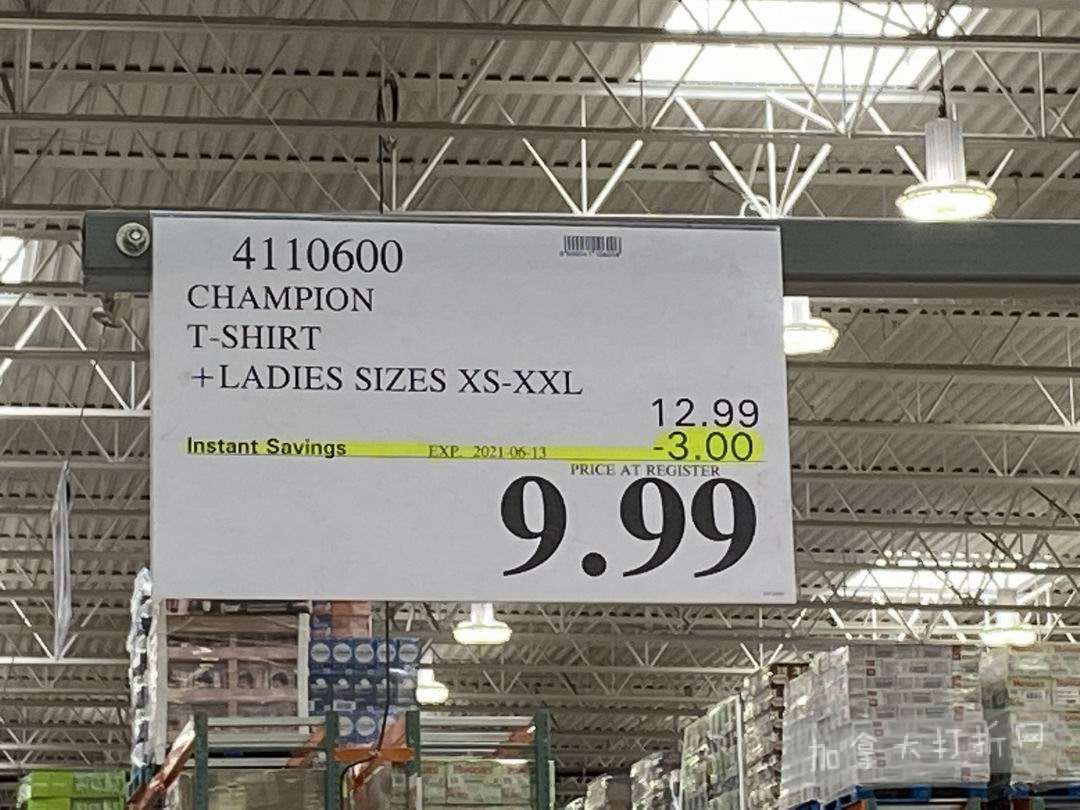 4110600
CHAMPION
T-SHIRT
+LADIES SIZES XS-XXL
12.99
Instant Savings EXP. 2021-06-13 -3.00
PRICE AT REGISTER
9.99
加拿大打折网